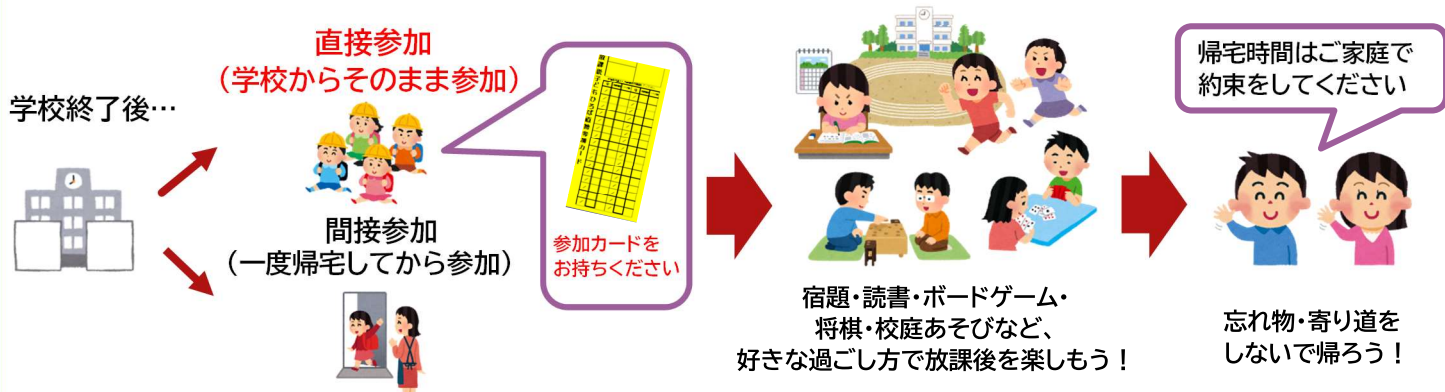 学校終了後…
直接参加
（学校からそのまま参加）
間接参加
（一度帰宅してから参加）
参加カードを
お持ちください
宿題・読書・ボードゲーム・
将棋・校庭あそびなど、
好きな過ごし方で放課後を楽しもう！
帰宅時間はご家庭で
約束をしてください
忘れ物・寄り道を
しないで帰ろう！